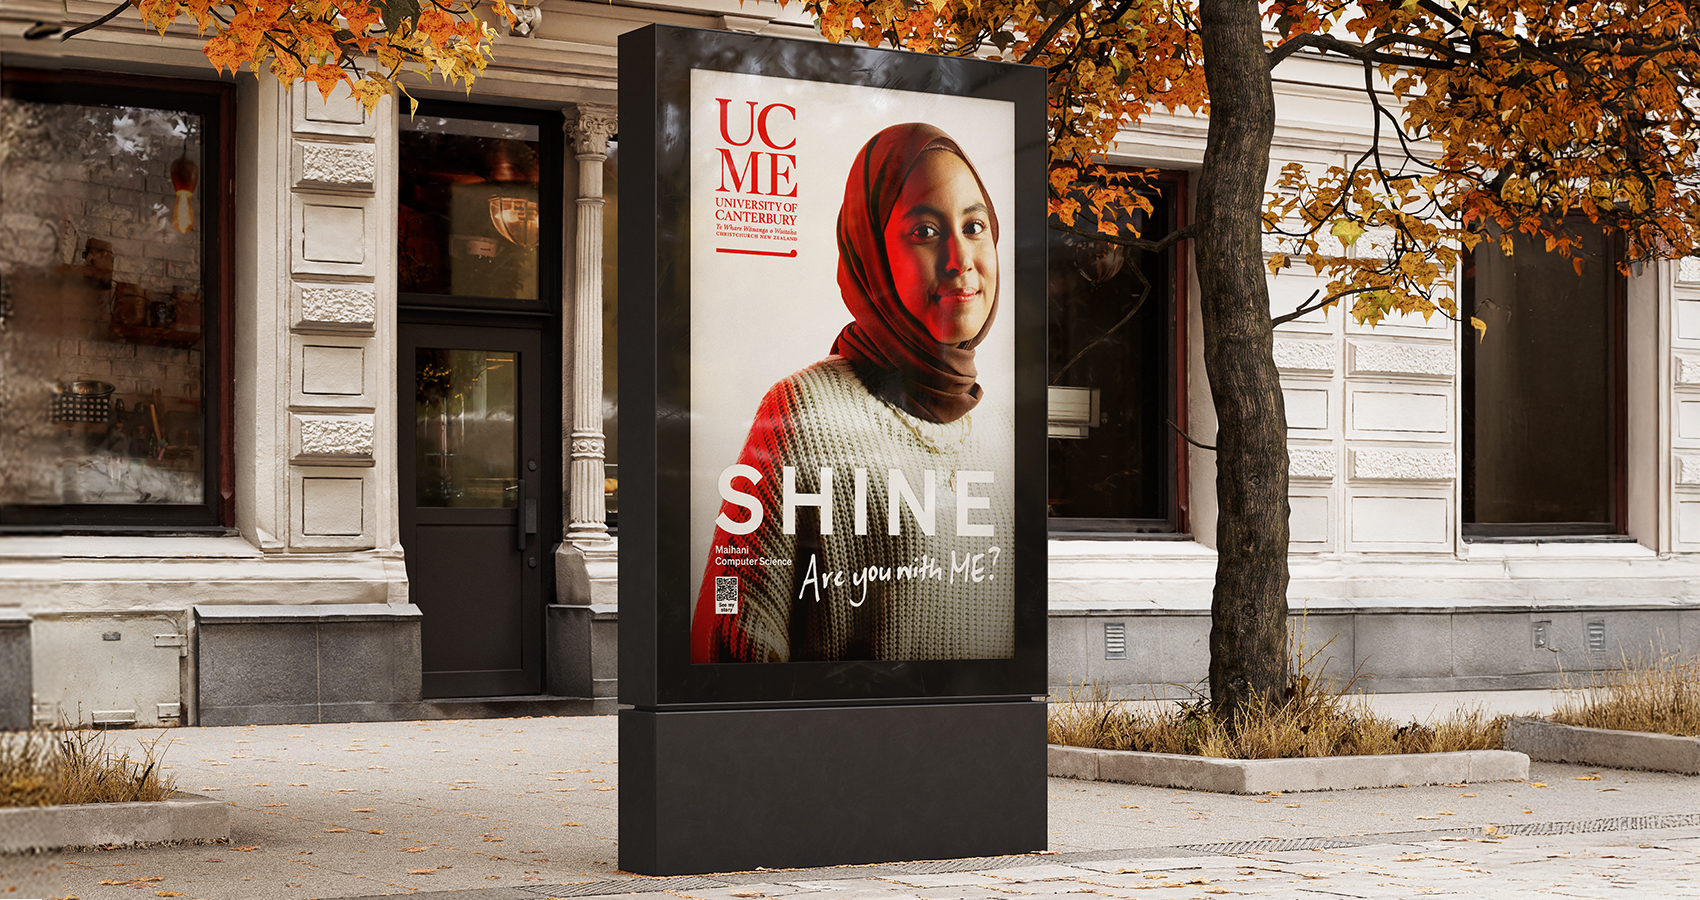 UC
ME
UNIVERSITY OF
CANTERBURY
Te Whare Wānanga o Waitaha
CHRISTCHURCH NEW ZEALAND
SHINE
Maihani
Computer Science
Are you with ME?
See my
story